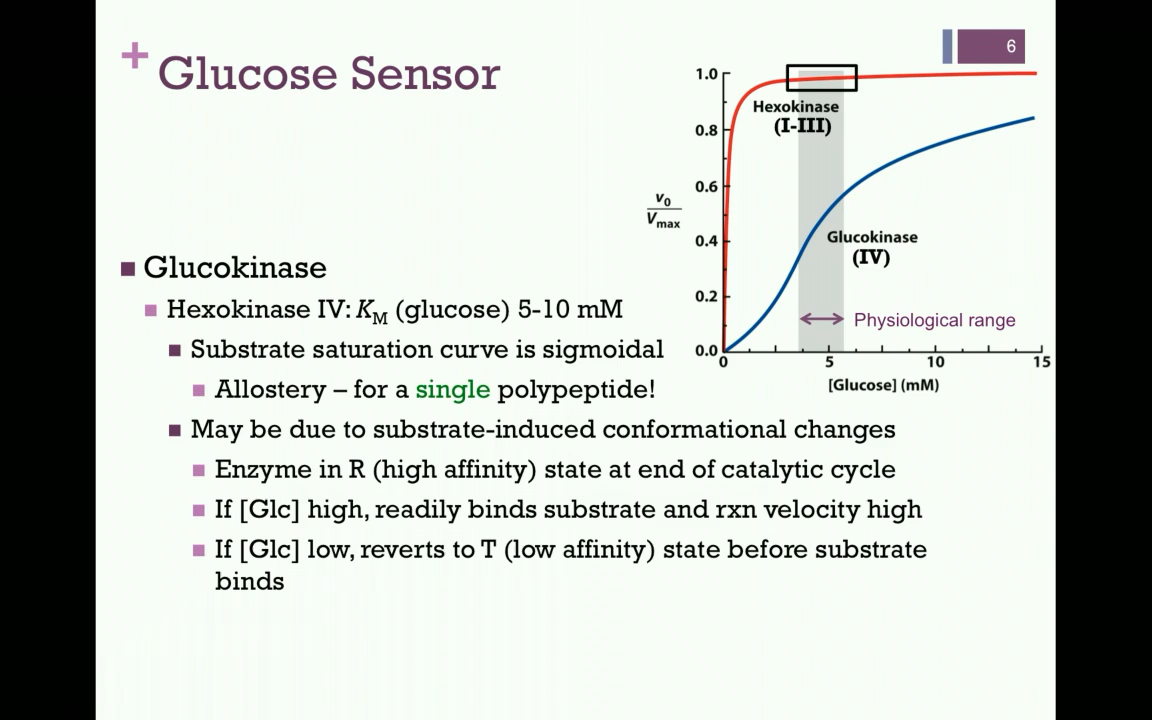 + Glucose Sensor
6
Glucokinase
Hexokinase IV: KM (glucose) 5-10 mM
Substrate saturation curve is sigmoidal
Allostery – for a single polypeptide!
May be due to substrate-induced conformational changes
Enzyme in R (high affinity) state at end of catalytic cycle
If [Glc] high, readily binds substrate and rxn velocity high
If [Glc] low, reverts to T (low affinity) state before substrate
binds
1.0
0.8
0.6
0.4
0.2
0.0
v0
Vmax
Hexokinase
(I-III)
Glucokinase
(IV)
Physiological range
0 5 10 15
[Glucose] (mM)